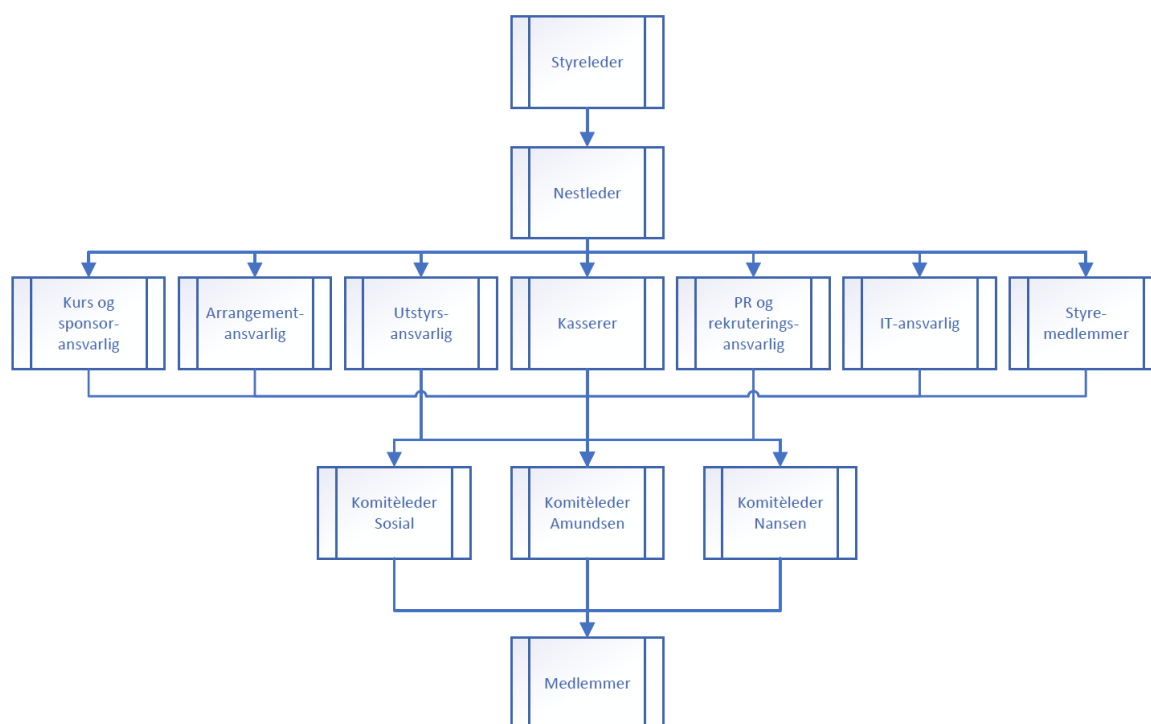 Styreleder
Nestleder
Kurs og
sponsor-
ansvarlig
Arrangement-
ansvarlig
Utstyrs-
ansvarlig
Kasserer
PR og
rekruterings-
ansvarlig
IT-ansvarlig
Styre-
medlemmer
Komitèleder
Sosial
Komitèleder
Amundsen
Komitèleder
Nansen
Medlemmer